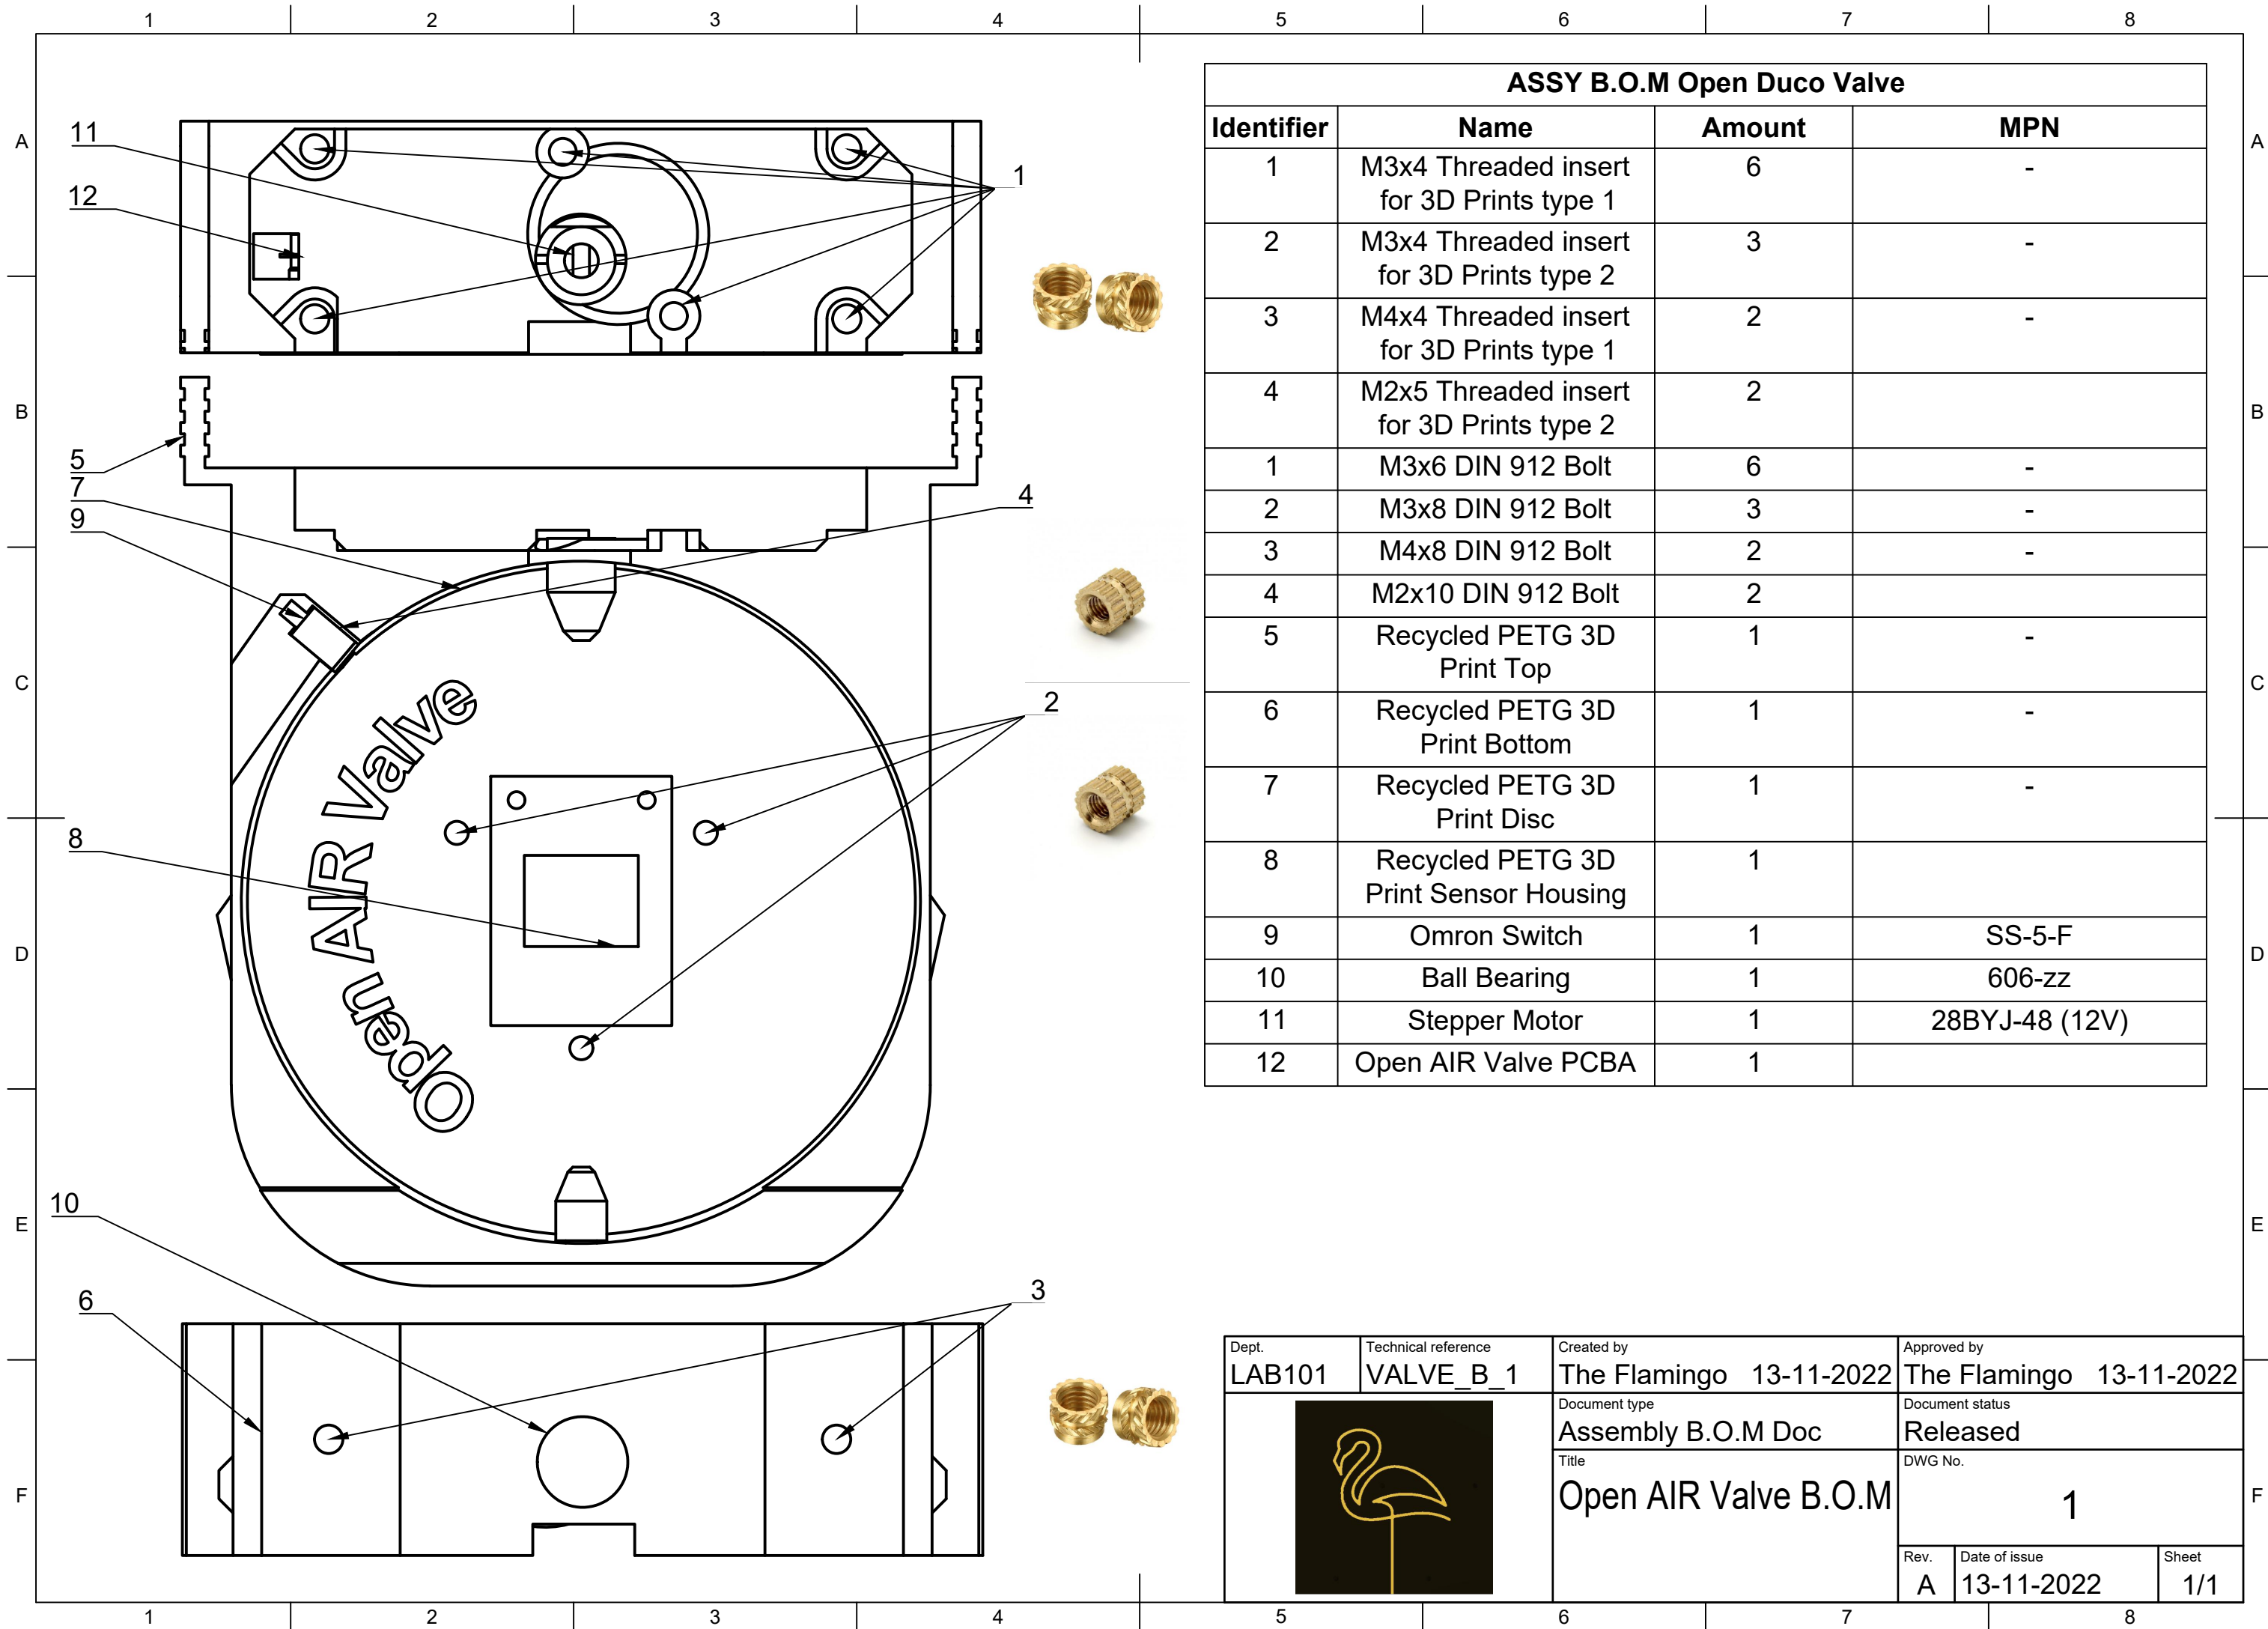 1 2 3 4 5 6 7 8
A
B
C
D
E
F
11
12
1
5
7
9
4
2
8
10
6
3
Open AIR Valve
ASSY B.O.M Open Duco Valve
Identifier Name Amount MPN
1 M3x4 Threaded insert 6 -
for 3D Prints type 1
2 M3x4 Threaded insert 3 -
for 3D Prints type 2
3 M4x4 Threaded insert 2 -
for 3D Prints type 1
4 M2x5 Threaded insert 2
for 3D Prints type 2
1 M3x6 DIN 912 Bolt 6 -
2 M3x8 DIN 912 Bolt 3 -
3 M4x8 DIN 912 Bolt 2 -
4 M2x10 DIN 912 Bolt 2
5 Recycled PETG 3D 1 -
Print Top
6 Recycled PETG 3D 1 -
Print Bottom
7 Recycled PETG 3D 1 -
Print Disc
8 Recycled PETG 3D 1
Print Sensor Housing
9 Omron Switch 1 SS-5-F
10 Ball Bearing 1 606-zz
11 Stepper Motor 1 28BYJ-48 (12V)
12 Open AIR Valve PCBA 1
A
B
C
D
E
F
Dept. Technical reference Created by Approved by
LAB101 VALVE_B_1 The Flamingo 13-11-2022 The Flamingo 13-11-2022
Document type Document status
Assembly B.O.M Doc Released
Title DWG No.
Open AIR Valve B.O.M 1
Rev. Date of issue Sheet
A 13-11-2022 1/1
1 2 3 4 5 6 7 8